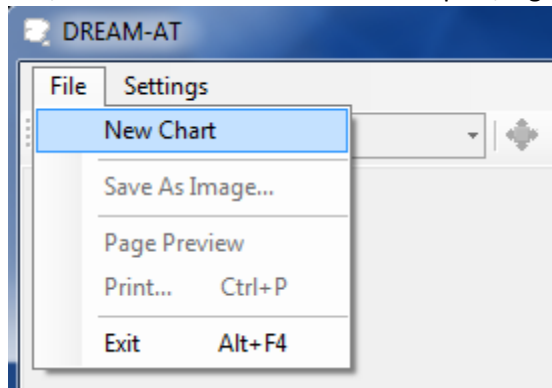 DREAM-AT
File Settings
New Chart
Save As Image...
Page Preview
Print... Ctrl+P
Exit Alt+F4